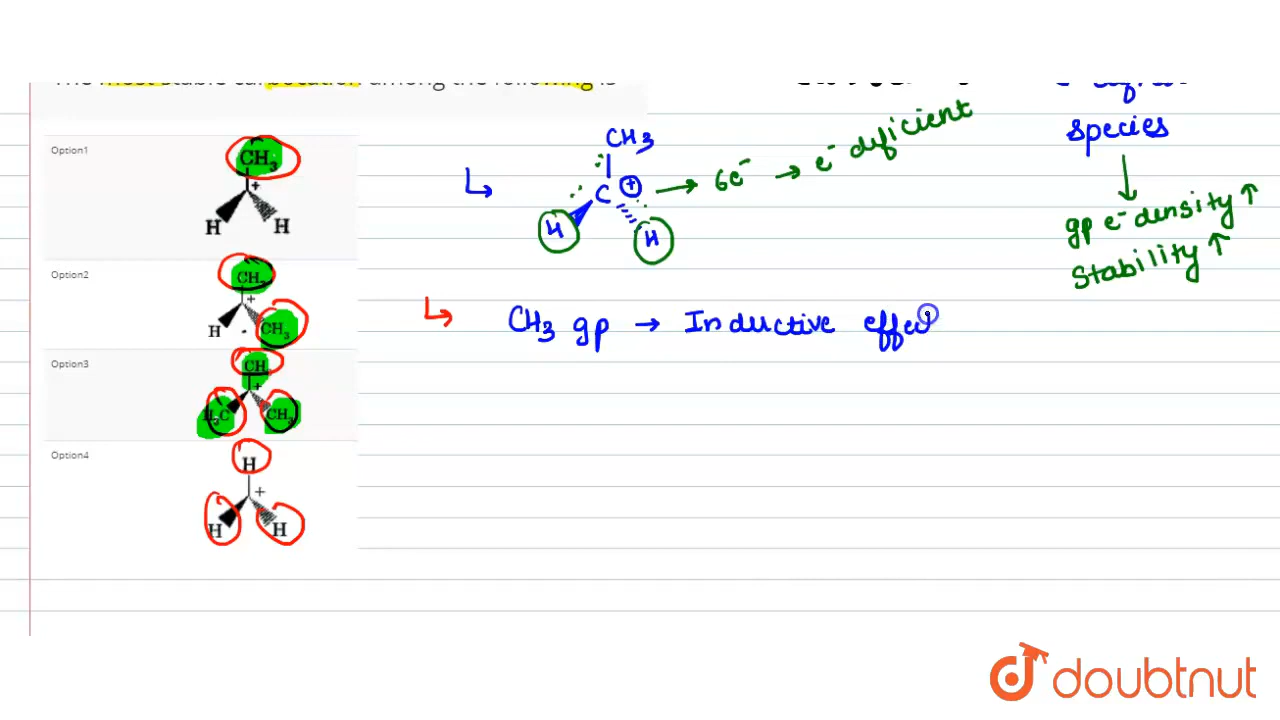 The most stable carbocation among the following is
Option1
CH3
+
H
H
Option2
CH3
+
H
CH3
Option3
CH3
+
H3C
CH3
Option4
H
+
H
H
CH3
C + → 6e⁻ → e⁻ deficient
H
H
species
gp e⁻ density ↑
Stability ↑
CH3 gp → Inductive effec
doubtnut